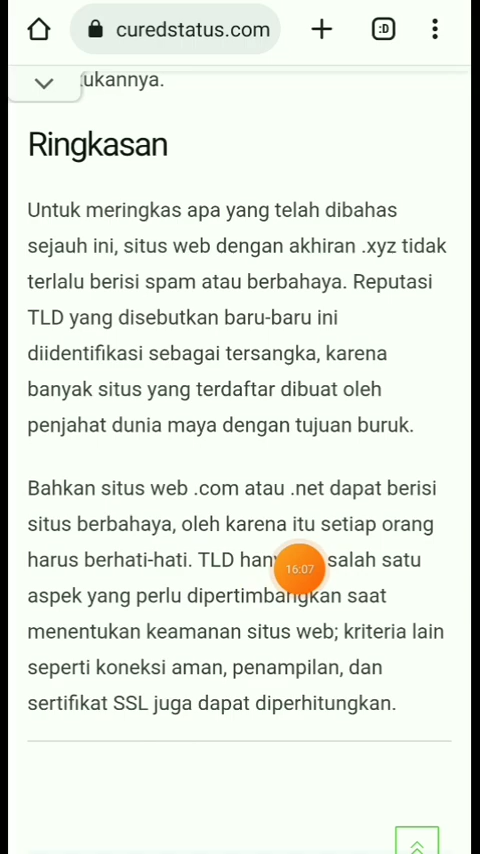 curedstatus.com
:D
ukannya.
Ringkasan
Untuk meringkas apa yang telah dibahas
sejauh ini, situs web dengan akhiran .xyz tidak
terlalu berisi spam atau berbahaya. Reputasi
TLD yang disebutkan baru-baru ini
diidentifikasi sebagai tersangka, karena
banyak situs yang terdaftar dibuat oleh
penjahat dunia maya dengan tujuan buruk.
Bahkan situs web .com atau .net dapat berisi
situs berbahaya, oleh karena itu setiap orang
harus berhati-hati. TLD han salah satu
16:07
aspek yang perlu dipertimbangkan saat
menentukan keamanan situs web; kriteria lain
seperti koneksi aman, penampilan, dan
sertifikat SSL juga dapat diperhitungkan.